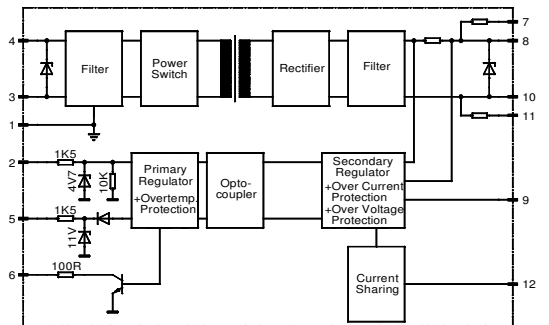 7
4
8
Filter
Power
Switch
Rectifier
Filter
3
10
1
11
2
1K5
4V7
10K
Primary
Regulator
+Overtemp.
Protection
Opto-
coupler
Secondary
Regulator
+Over Current
Protection
+Over Voltage
Protection
9
5
1K5
11V
6
100R
Current
Sharing
12